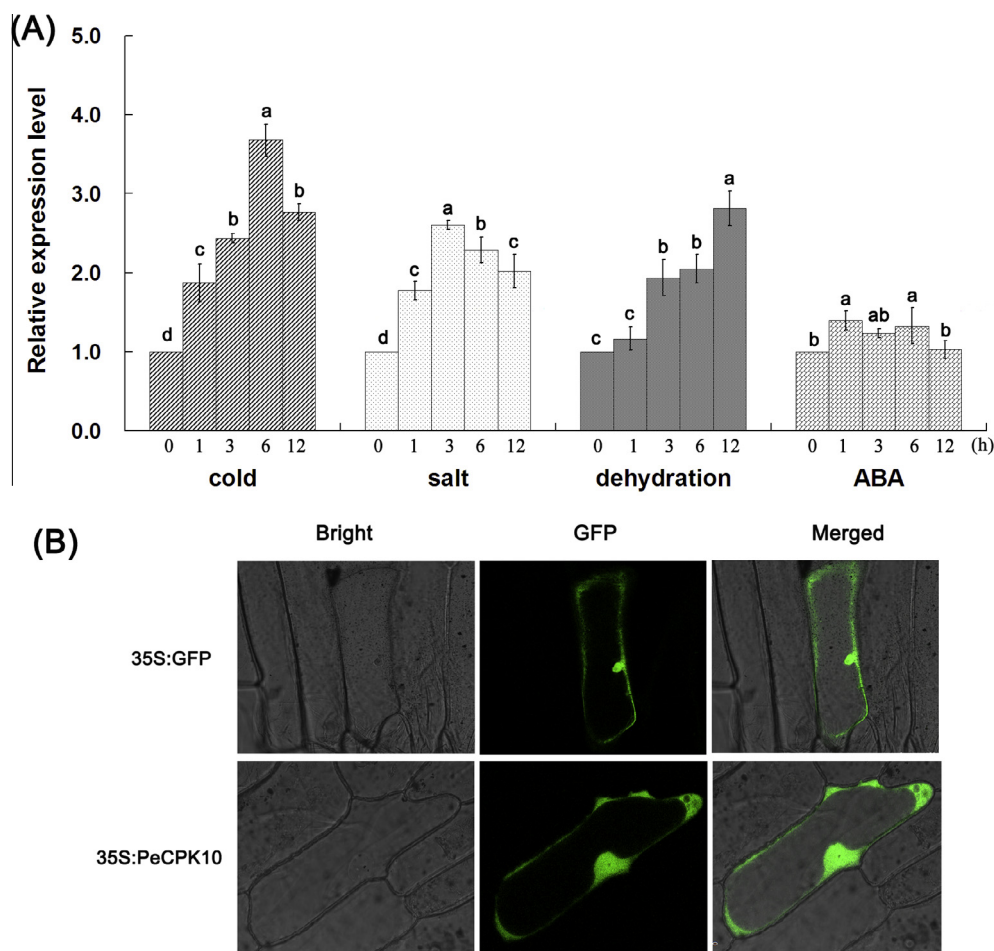 (A)
Relative expression level
5.0
4.0
3.0
2.0
1.0
0.0
d c b a b
d c a b c
c c b b a
b a ab a b
0 1 3 6 12 0 1 3 6 12 0 1 3 6 12 0 1 3 6 12 (h)
cold salt dehydration ABA
(B)
Bright GFP Merged
35S:GFP
35S:PeCPK10